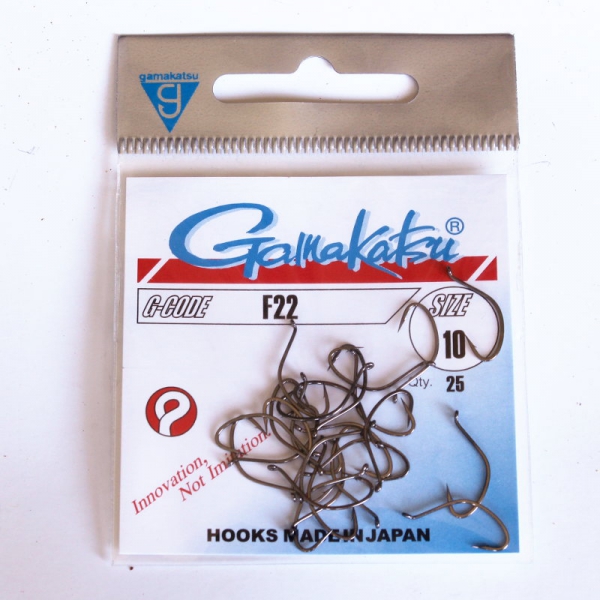 gamakatsu
g
Gamakatsu®
G-CODE F22 SIZE
10
Qty. 25
Innovation,
Not Imitation.
HOOKS MADE IN JAPAN